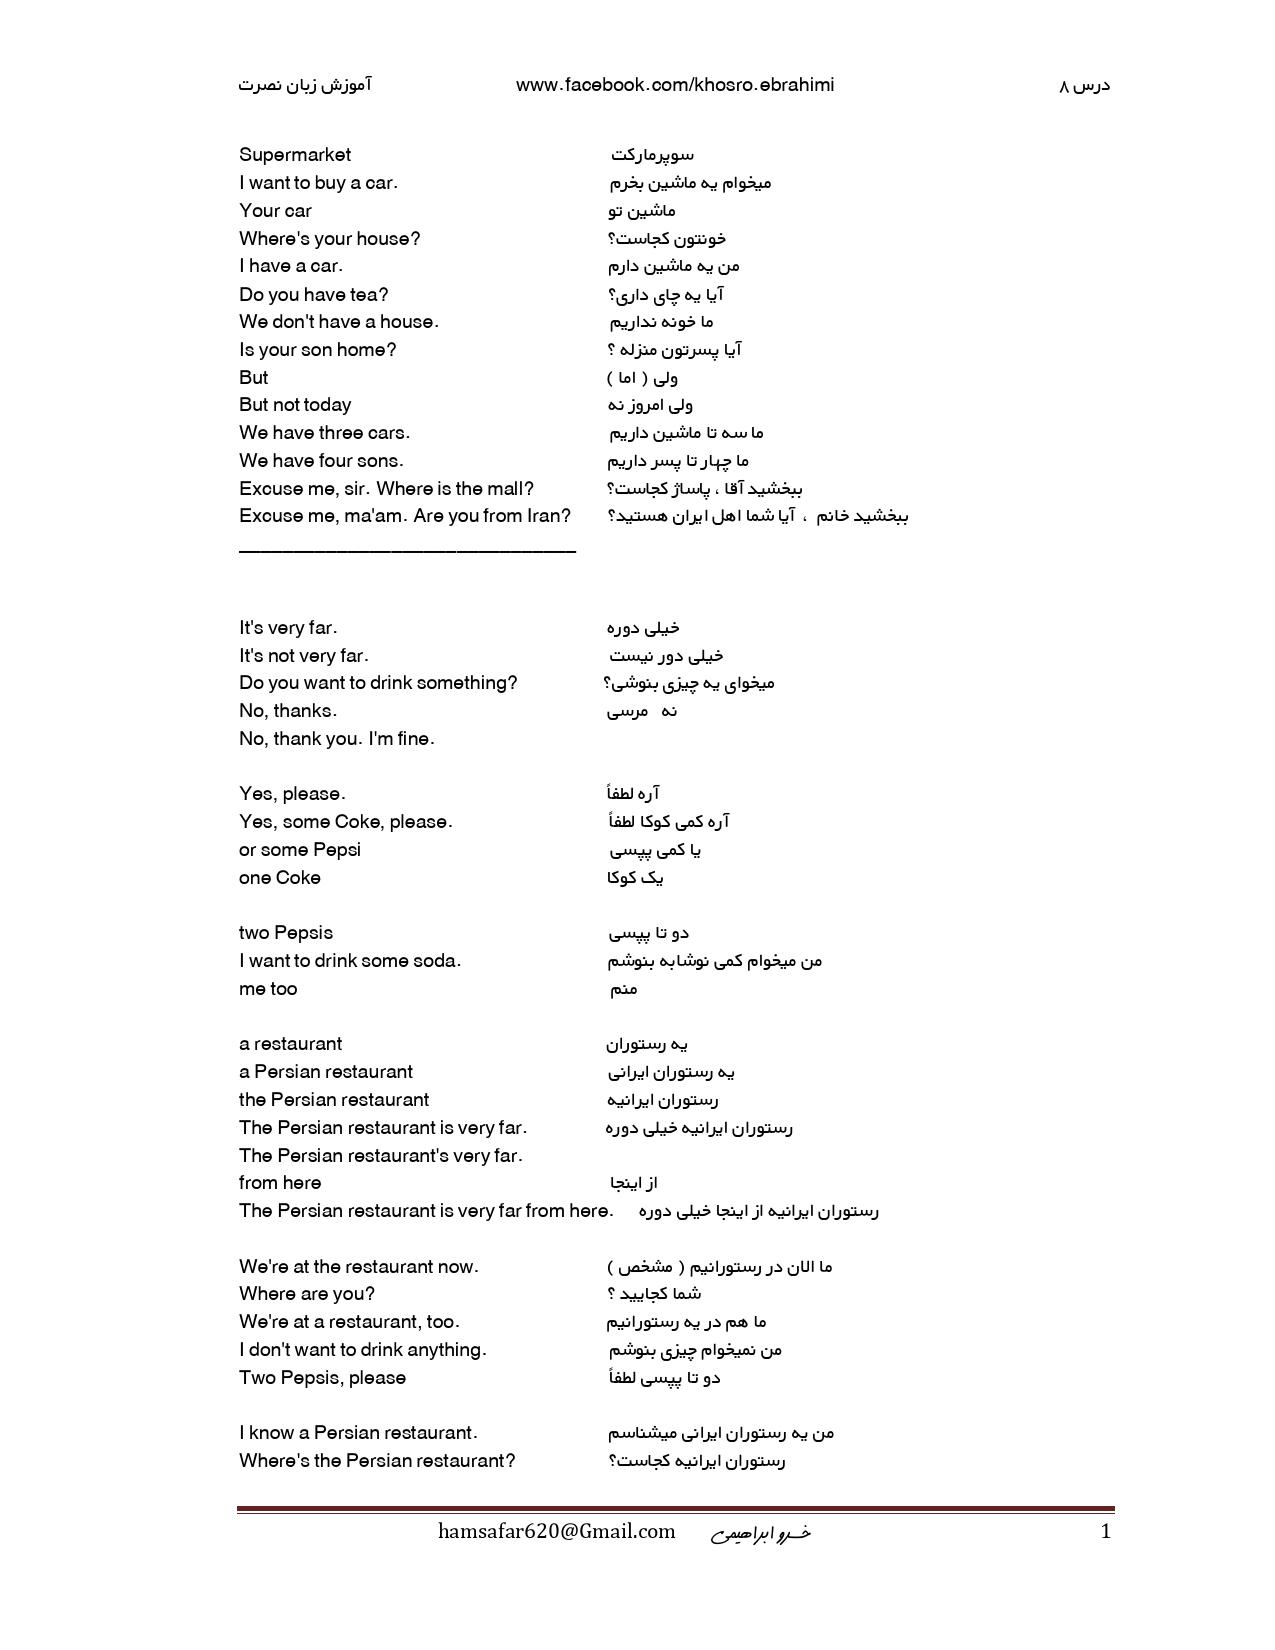 آموزش زبان نصرت www.facebook.com/khosro.ebrahimi درس ۸
Supermarket سوپرمارکت
I want to buy a car. میخوام یه ماشین بخرم
Your car ماشین تو
Where's your house? خونتون کجاست؟
I have a car. من یه ماشین دارم
Do you have tea? آیا یه چای داری؟
We don't have a house. ما خونه نداریم
Is your son home? آیا پسرتون منزله ؟
But ولی ( اما )
But not today ولی امروز نه
We have three cars. ما سه تا ماشین داریم
We have four sons. ما چهار تا پسر داریم
Excuse me, sir. Where is the mall? ببخشید آقا ، پاساژ کجاست؟
Excuse me, ma'am. Are you from Iran? ببخشید خانم ، آیا شما اهل ایران هستید؟
________________________________
It's very far. خیلی دوره
It's not very far. خیلی دور نیست
Do you want to drink something? میخوای یه چیزی بنوشی؟
No, thanks. نه مرسی
No, thank you. I'm fine.
Yes, please. آره لطفاً
Yes, some Coke, please. آره کمی کوکا لطفاً
or some Pepsi یا کمی پپسی
one Coke یک کوکا
two Pepsis دو تا پپسی
I want to drink some soda. من میخوام کمی نوشابه بنوشم
me too منم
a restaurant یه رستوران
a Persian restaurant یه رستوران ایرانی
the Persian restaurant رستوران ایرانیه
The Persian restaurant is very far. رستوران ایرانیه خیلی دوره
The Persian restaurant's very far.
from here از اینجا
The Persian restaurant is very far from here. رستوران ایرانیه از اینجا خیلی دوره
We're at the restaurant now. ما الان در رستورانیم ( مشخص )
Where are you? شما کجایید ؟
We're at a restaurant, too. ما هم در یه رستورانیم
I don't want to drink anything. من نمیخوام چیزی بنوشم
Two Pepsis, please دو تا پپسی لطفاً
I know a Persian restaurant. من یه رستوران ایرانی میشناسم
Where's the Persian restaurant? رستوران ایرانیه کجاست؟
hamsafar620@Gmail.com خسرو ابراهیمی 1